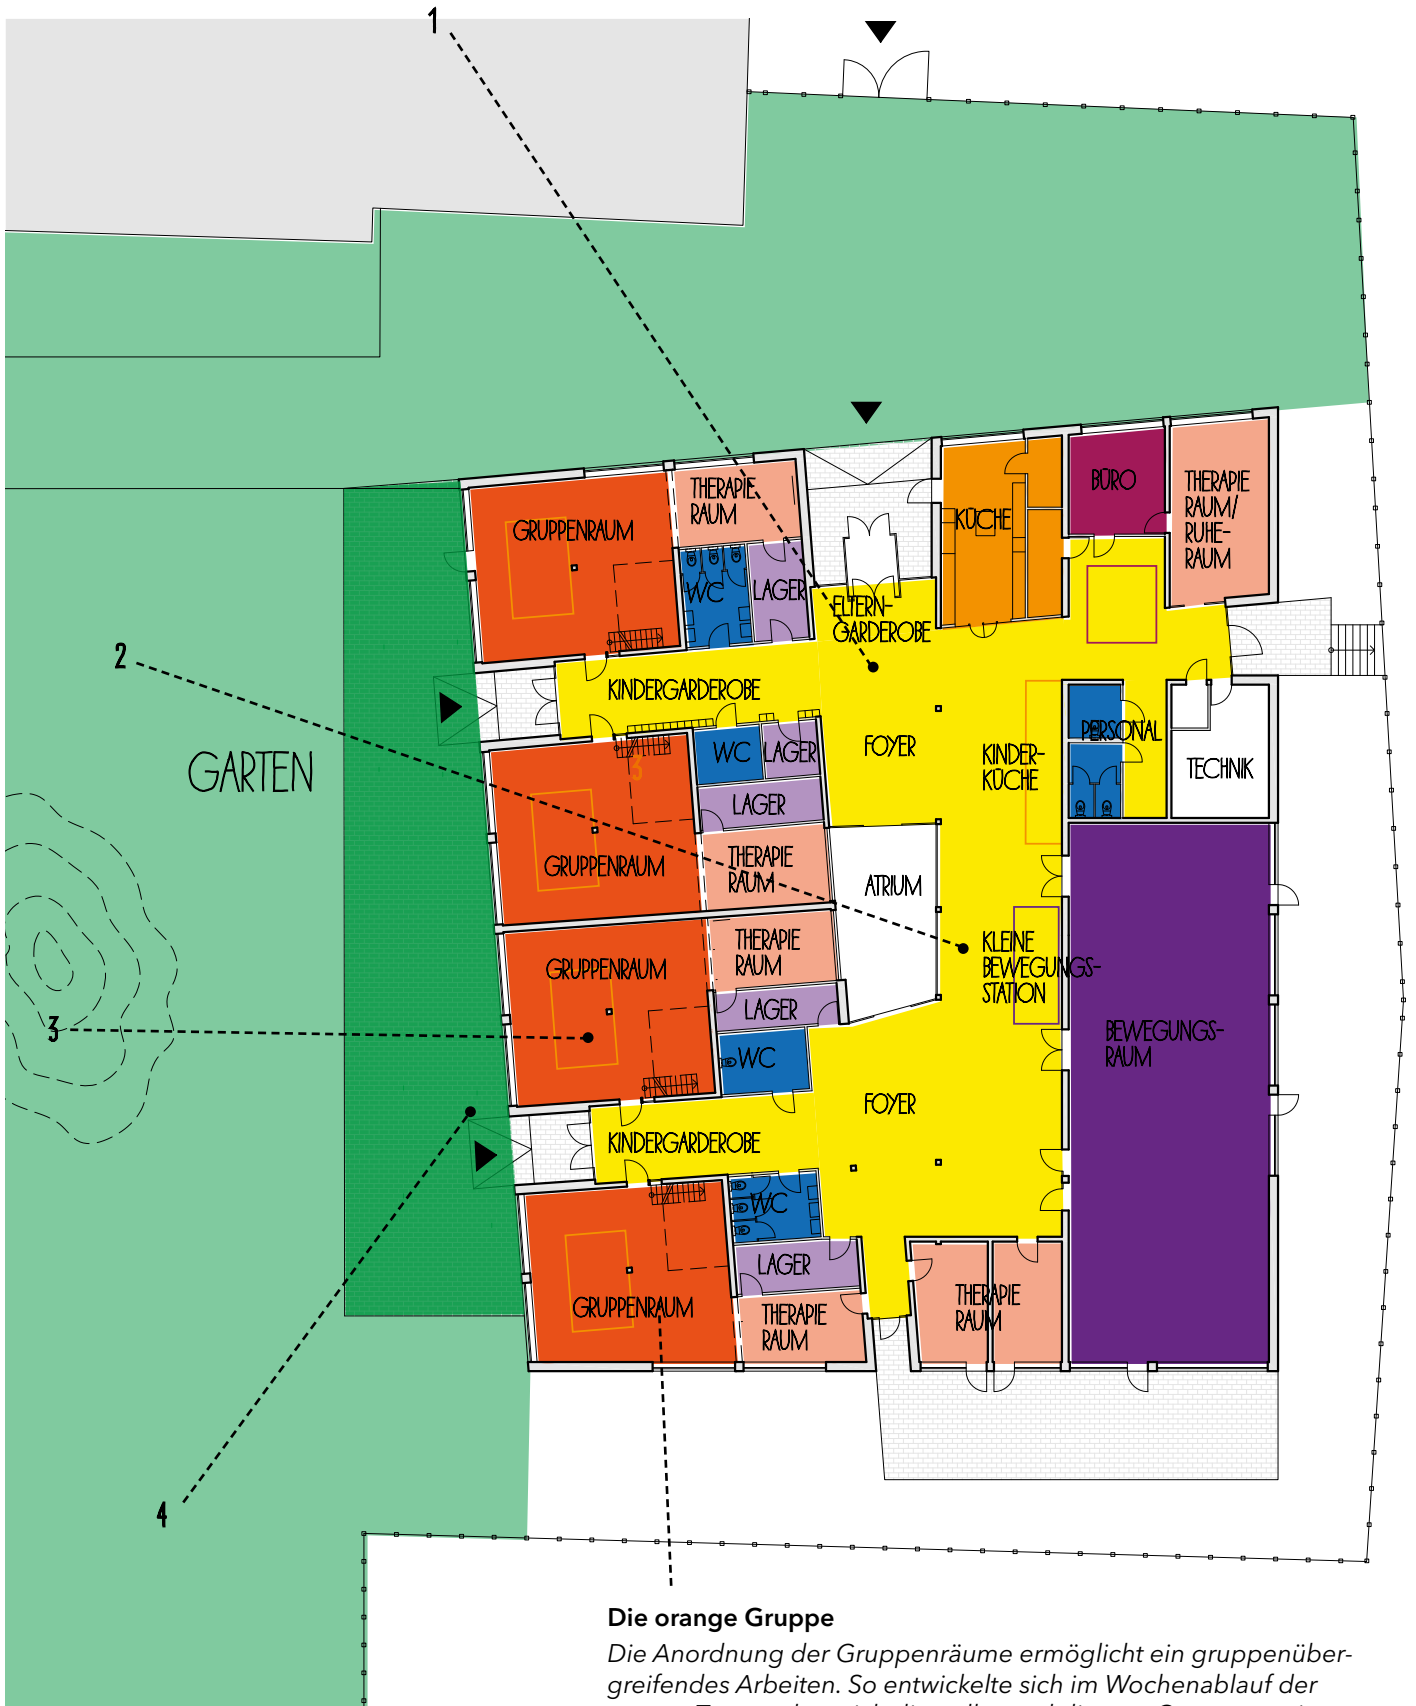 1
THERAPIE
RAUM
GRUPPENRAUM
WC
LAGER
KÜCHE
BÜRO
THERAPIE
RAUM/
RUHE-
RAUM
ELTERN-
GARDEROBE
2
KINDERGARDEROBE
FOYER
PERSONAL
KINDER-
KÜCHE
TECHNIK
GARTEN
3
WC
LAGER
LAGER
GRUPPENRAUM
THERAPIE
RAUM
ATRIUM
GRUPPENRAUM
THERAPIE
RAUM
KLEINE
BEWEGUNGS-
STATION
LAGER
3
WC
BEWEGUNGS-
RAUM
FOYER
KINDERGARDEROBE
WC
LAGER
GRUPPENRAUM
THERAPIE
RAUM
THERAPIE
RAUM
4
Die orange Gruppe
Die Anordnung der Gruppenräume ermöglicht ein gruppenüber-
greifendes Arbeiten. So entwickelte sich im Wochenablauf der